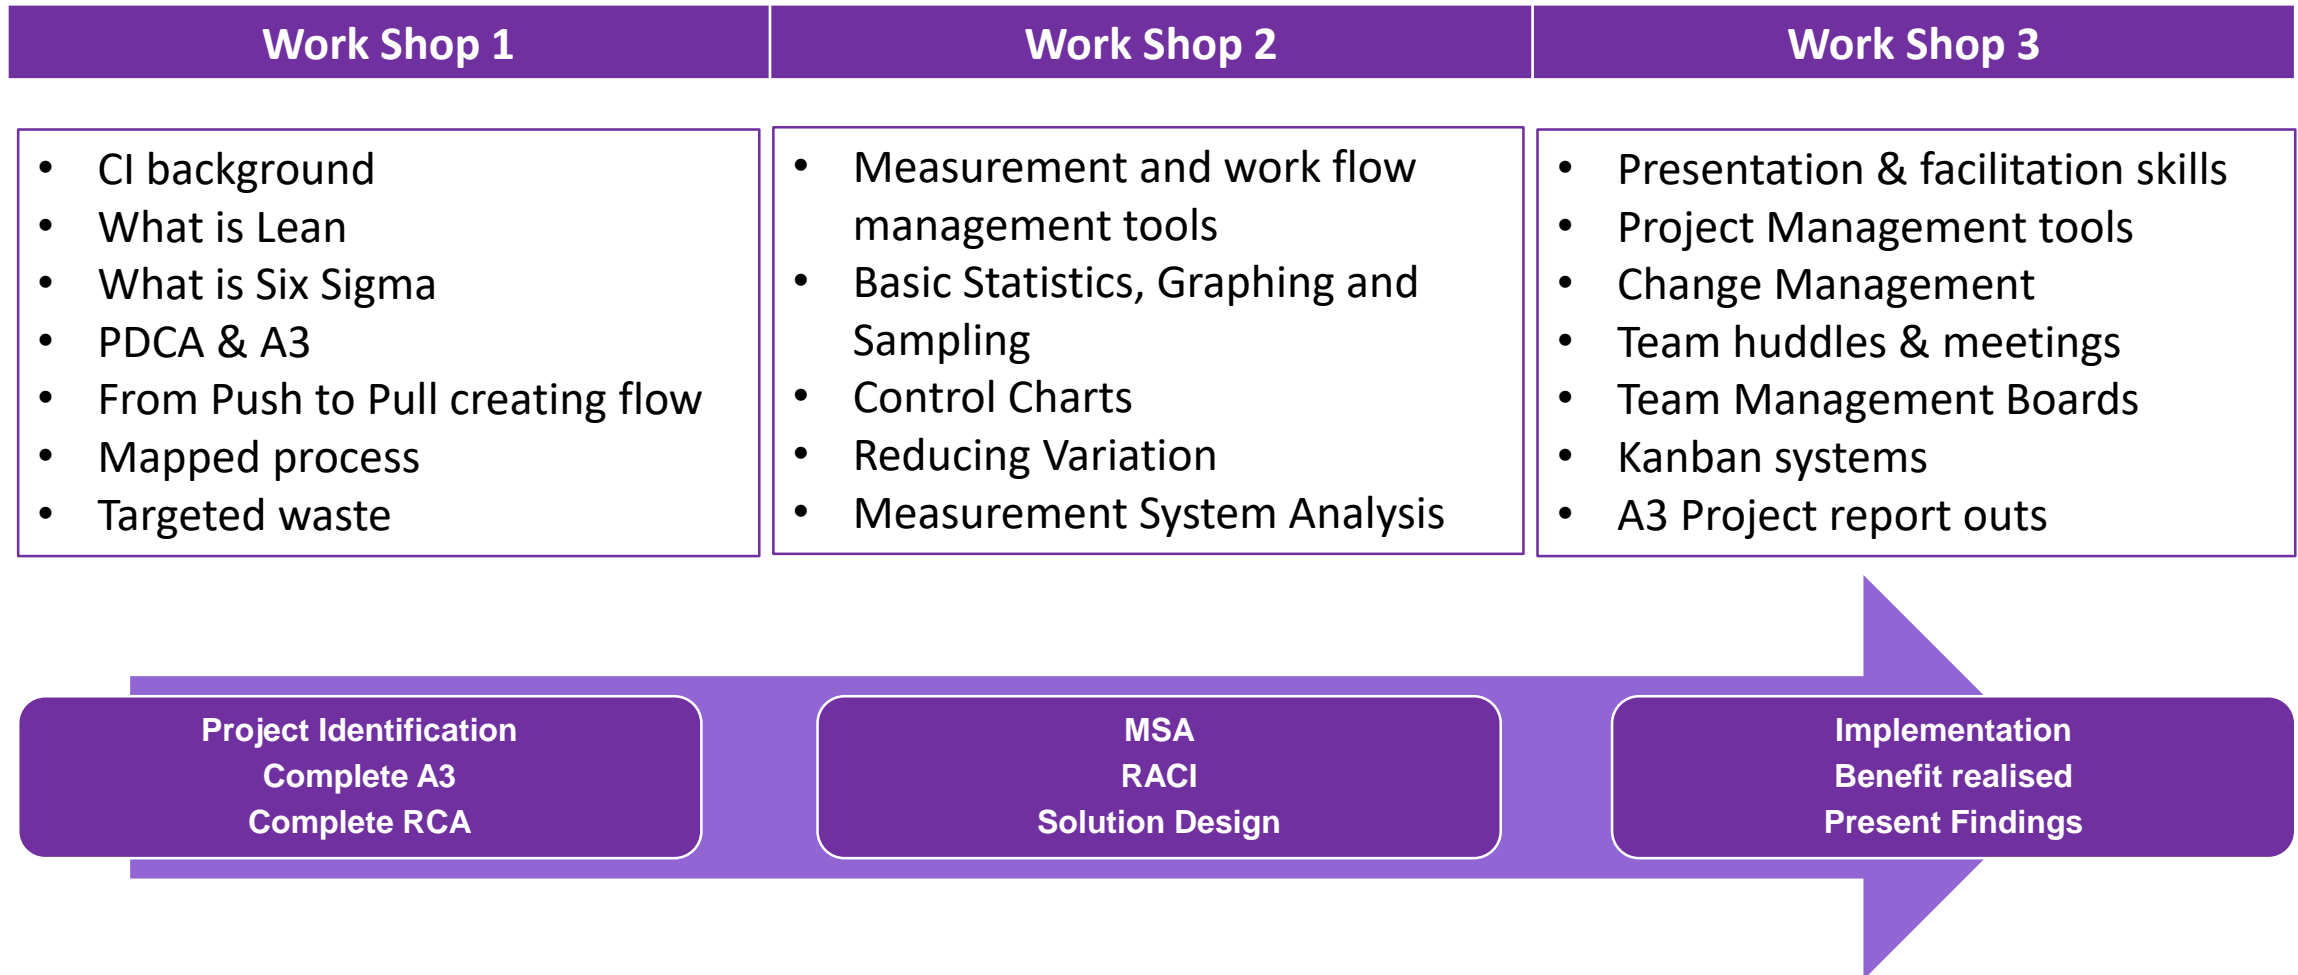 Work Shop 1
Work Shop 2
Work Shop 3
• CI background
• What is Lean
• What is Six Sigma
• PDCA & A3
• From Push to Pull creating flow
• Mapped process
• Targeted waste
• Measurement and work flow
management tools
• Basic Statistics, Graphing and
Sampling
• Control Charts
• Reducing Variation
• Measurement System Analysis
• Presentation & facilitation skills
• Project Management tools
• Change Management
• Team huddles & meetings
• Team Management Boards
• Kanban systems
• A3 Project report outs
Project Identification
Complete A3
Complete RCA
MSA
RACI
Solution Design
Implementation
Benefit realised
Present Findings